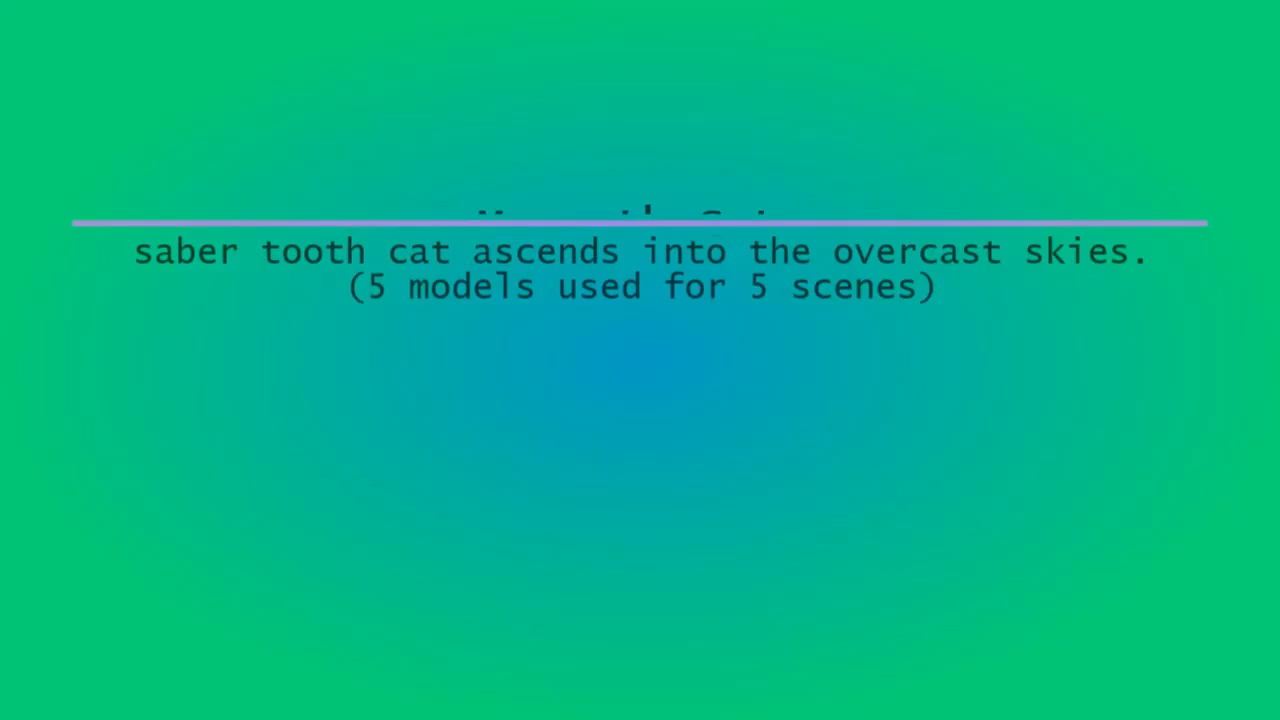 saber tooth cat ascends into the overcast skies.
(5 models used for 5 scenes)